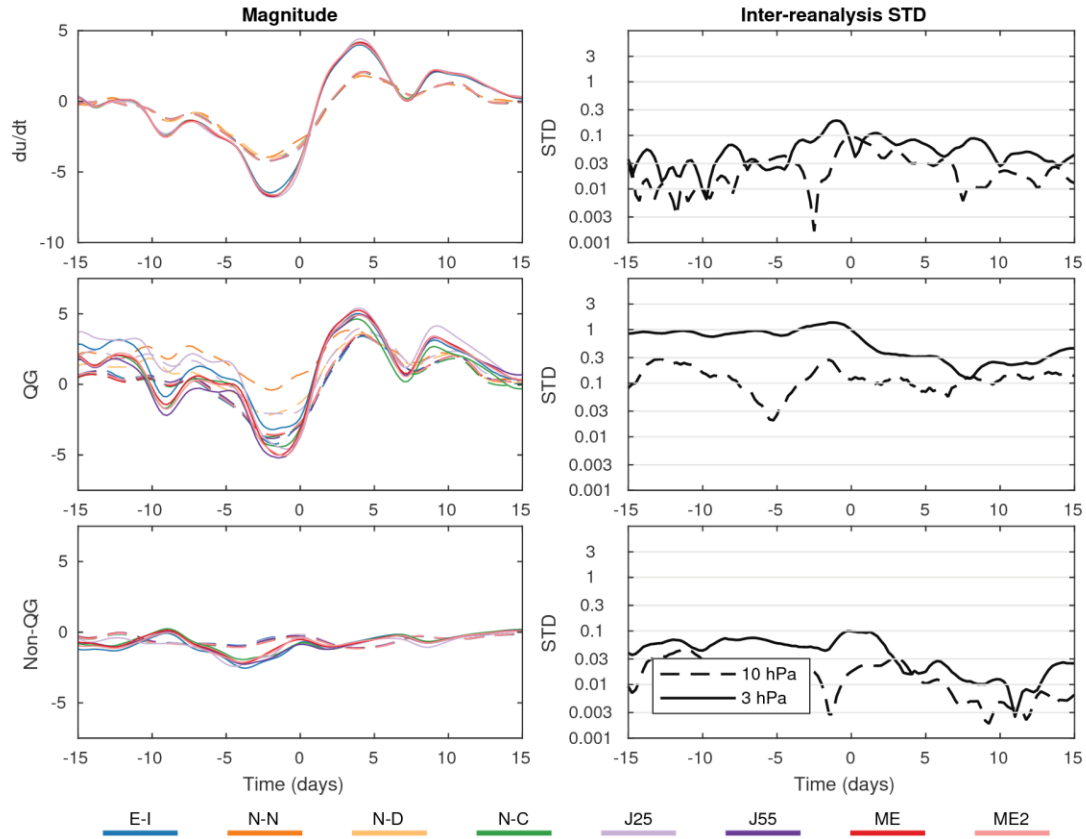 Magnitude
Inter-reanalysis STD
du/dt
5
0
-5
-10
-15 -10 -5 0 5 10 15
STD
3
1
0.3
0.1
0.03
0.01
0.003
0.001
-15 -10 -5 0 5 10 15
QG
5
0
-5
-15 -10 -5 0 5 10 15
STD
3
1
0.3
0.1
0.03
0.01
0.003
0.001
-15 -10 -5 0 5 10 15
Non-QG
5
0
-5
-15 -10 -5 0 5 10 15
Time (days)
STD
3
1
0.3
0.1
0.03
0.01
0.003
0.001
10 hPa
3 hPa
-15 -10 -5 0 5 10 15
Time (days)
E-I N-N N-D N-C J25 J55 ME ME2